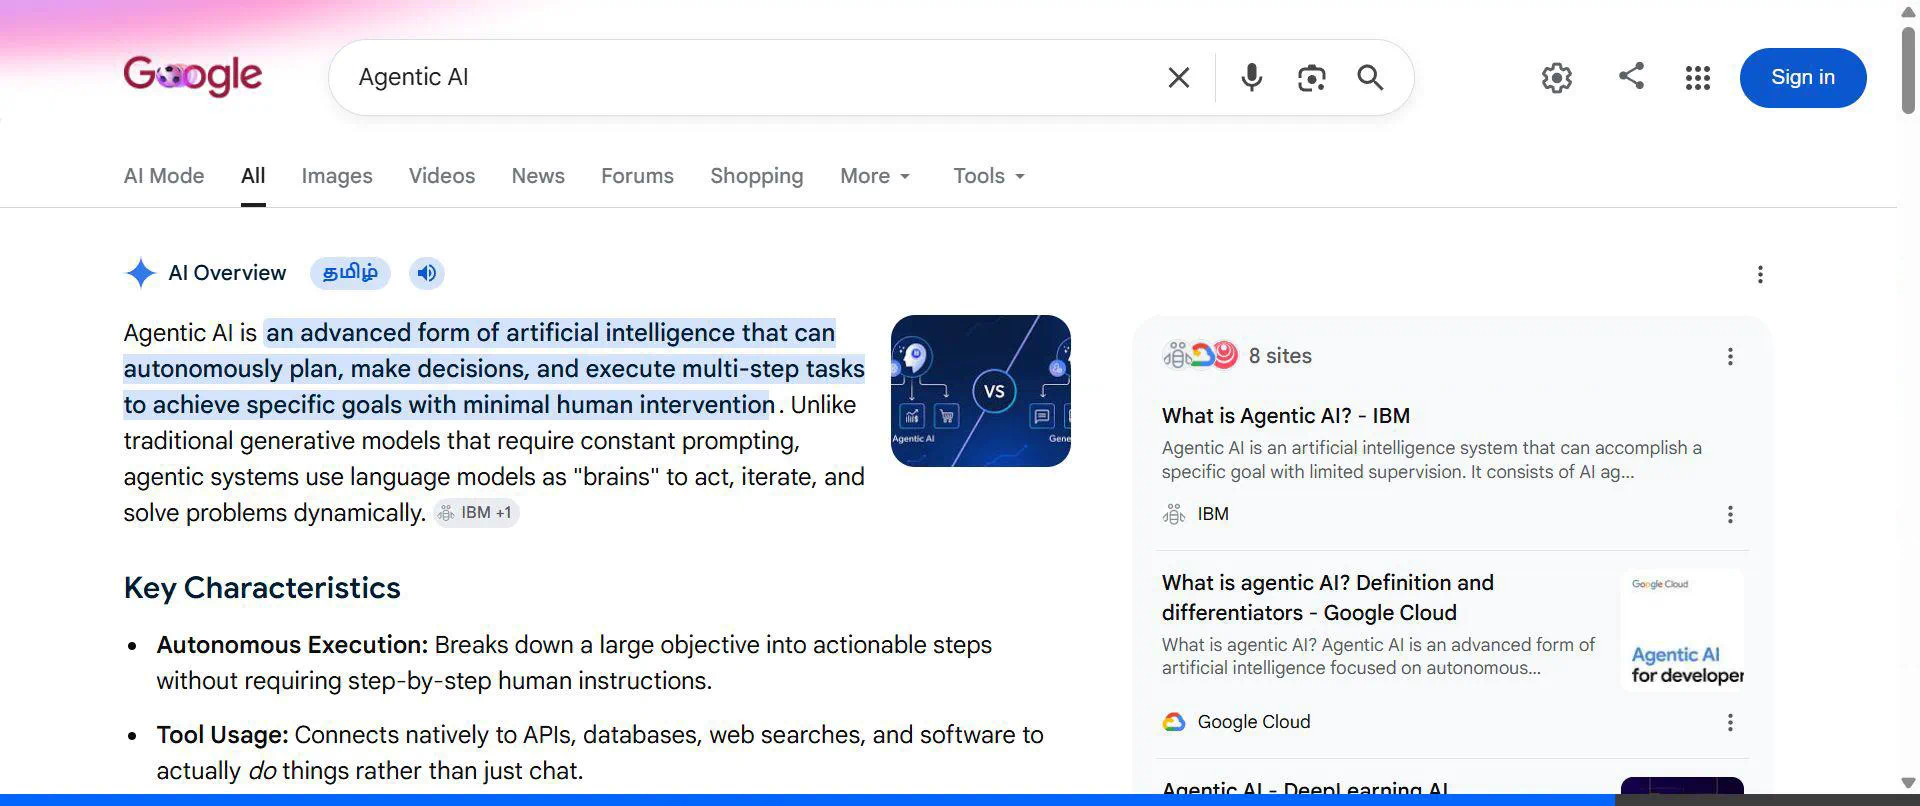 Google
Agentic AI
Sign in
AI Mode
All
Images
Videos
News
Forums
Shopping
More
Tools
AI Overview
தமிழ்
Agentic AI is an advanced form of artificial intelligence that can
autonomously plan, make decisions, and execute multi-step tasks
to achieve specific goals with minimal human intervention. Unlike
traditional generative models that require constant prompting,
agentic systems use language models as "brains" to act, iterate, and
solve problems dynamically.
IBM +1
VS
Agentic AI
Gene
Key Characteristics
• Autonomous Execution: Breaks down a large objective into actionable steps
without requiring step-by-step human instructions.
• Tool Usage: Connects natively to APIs, databases, web searches, and software to
actually do things rather than just chat.
8 sites
What is Agentic AI? - IBM
Agentic AI is an artificial intelligence system that can accomplish a
specific goal with limited supervision. It consists of AI ag...
IBM
What is agentic AI? Definition and
differentiators - Google Cloud
What is agentic AI? Agentic AI is an advanced form of
artificial intelligence focused on autonomous...
Google Cloud
Agentic AI
for developer
Google Cloud
Agentic AI - DeepLearning.AI